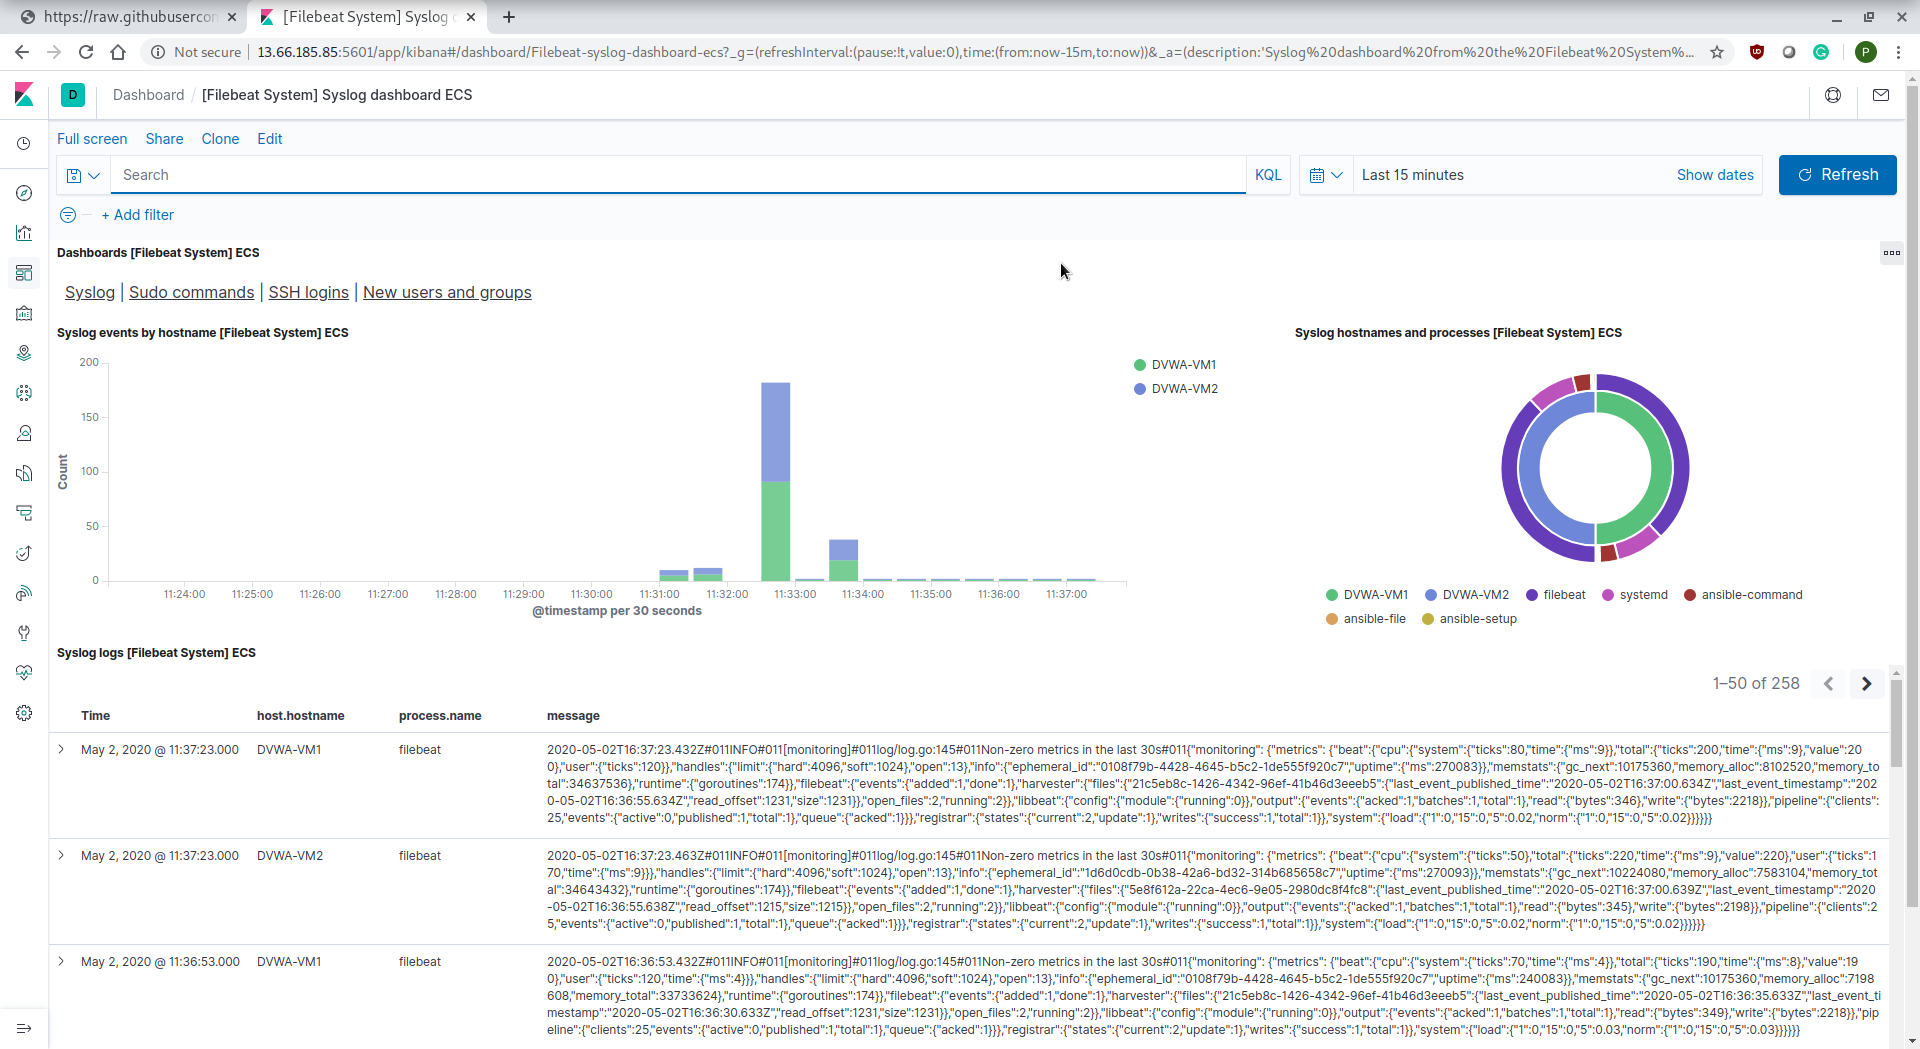 https://raw.githubusercon
[Filebeat System] Syslog
Not secure
13.66.185.85:5601/app/kibana#/dashboard/Filebeat-syslog-dashboard-ecs?_g=(refreshInterval:(pause:!t,value:0),time:(from:now-15m,to:now))&_a=(description:'Syslog%20dashboard%20from%20the%20Filebeat%20System%...
P
D
Dashboard / [Filebeat System] Syslog dashboard ECS
Full screen Share Clone Edit
Search
KQL
Last 15 minutes
Show dates
Refresh
+ Add filter
Dashboards [Filebeat System] ECS
Syslog | Sudo commands | SSH logins | New users and groups
Syslog events by hostname [Filebeat System] ECS
200
150
100
50
0
Count
11:24:00 11:25:00 11:26:00 11:27:00 11:28:00 11:29:00 11:30:00 11:31:00 11:32:00 11:33:00 11:34:00 11:35:00 11:36:00 11:37:00
@timestamp per 30 seconds
DVWA-VM1
DVWA-VM2
Syslog hostnames and processes [Filebeat System] ECS
DVWA-VM1 DVWA-VM2 filebeat systemd ansible-command
ansible-file ansible-setup
Syslog logs [Filebeat System] ECS
1–50 of 258
Time host.hostname process.name message
May 2, 2020 @ 11:37:23.000 DVWA-VM1 filebeat 2020-05-02T16:37:23.432Z#011INFO#011[monitoring]#011log/log.go:145#011Non-zero metrics in the last 30s#011{"monitoring": {"metrics": {"beat":{"cpu":{"system":{"ticks":80,"time":{"ms":9}},"total":{"ticks":200,"time":{"ms":9},"value":20
0},"user":{"ticks":120}},"handles":{"limit":{"hard":4096,"soft":1024},"open":13},"info":{"ephemeral_id":"0108f79b-4428-4645-b5c2-1de555f920c7","uptime":{"ms":270083}},"memstats":{"gc_next":10175360,"memory_alloc":8102520,"memory_to
tal":34637536},"runtime":{"goroutines":174}},"filebeat":{"events":{"added":1,"done":1},"harvester":{"files":{"21c5eb8c-1426-4342-96ef-41b46d3eeeb5":{"last_event_published_time":"2020-05-02T16:37:00.634Z","last_event_timestamp":"202
0-05-02T16:36:55.634Z","read_offset":1231,"size":1231}},"open_files":2,"running":2}},"libbeat":{"config":{"module":{"running":0}},"output":{"events":{"acked":1,"batches":1,"total":1},"read":{"bytes":346},"write":{"bytes":2218}},"pipeline":{"clients":
25,"events":{"active":0,"published":1,"total":1},"queue":{"acked":1}}},"registrar":{"states":{"current":2,"update":1},"writes":{"success":1,"total":1}},"system":{"load":{"1":0,"15":0,"5":0.02,"norm":{"1":0,"15":0,"5":0.02}}}}}}
May 2, 2020 @ 11:37:23.000 DVWA-VM2 filebeat 2020-05-02T16:37:23.463Z#011INFO#011[monitoring]#011log/log.go:145#011Non-zero metrics in the last 30s#011{"monitoring": {"metrics": {"beat":{"cpu":{"system":{"ticks":50},"total":{"ticks":220,"time":{"ms":9},"value":220},"user":{"ticks":1
70,"time":{"ms":9}}},"handles":{"limit":{"hard":4096,"soft":1024},"open":13},"info":{"ephemeral_id":"1d6d0cdb-0b38-42a6-bd32-314b685658c7","uptime":{"ms":270093}},"memstats":{"gc_next":10224080,"memory_alloc":7583104,"memory_to
tal":34643432},"runtime":{"goroutines":174}},"filebeat":{"events":{"added":1,"done":1},"harvester":{"files":{"5e8f612a-22ca-4ec6-9e05-2980dc8f4fc8":{"last_event_published_time":"2020-05-02T16:37:00.639Z","last_event_timestamp":"2020
-05-02T16:36:55.638Z","read_offset":1215,"size":1215}},"open_files":2,"running":2}},"libbeat":{"config":{"module":{"running":0}},"output":{"events":{"acked":1,"batches":1,"total":1},"read":{"bytes":345},"write":{"bytes":2198}},"pipeline":{"clients":2
5,"events":{"active":0,"published":1,"total":1},"queue":{"acked":1}}},"registrar":{"states":{"current":2,"update":1},"writes":{"success":1,"total":1}},"system":{"load":{"1":0,"15":0,"5":0.02,"norm":{"1":0,"15":0,"5":0.02}}}}}}
May 2, 2020 @ 11:36:53.000 DVWA-VM1 filebeat 2020-05-02T16:36:53.432Z#011INFO#011[monitoring]#011log/log.go:145#011Non-zero metrics in the last 30s#011{"monitoring": {"metrics": {"beat":{"cpu":{"system":{"ticks":70,"time":{"ms":4}},"total":{"ticks":190,"time":{"ms":8},"value":19
0},"user":{"ticks":120,"time":{"ms":4}}},"handles":{"limit":{"hard":4096,"soft":1024},"open":13},"info":{"ephemeral_id":"0108f79b-4428-4645-b5c2-1de555f920c7","uptime":{"ms":240083}},"memstats":{"gc_next":10175360,"memory_alloc":7198
608,"memory_total":33733624},"runtime":{"goroutines":174}},"filebeat":{"events":{"added":1,"done":1},"harvester":{"files":{"21c5eb8c-1426-4342-96ef-41b46d3eeeb5":{"last_event_published_time":"2020-05-02T16:36:35.633Z","last_event_ti
mestamp":"2020-05-02T16:36:30.633Z","read_offset":1231,"size":1231}},"open_files":2,"running":2}},"libbeat":{"config":{"module":{"running":0}},"output":{"events":{"acked":1,"batches":1,"total":1},"read":{"bytes":349},"write":{"bytes":2218}},"pip
eline":{"clients":25,"events":{"active":0,"published":1,"total":1},"queue":{"acked":1}}},"registrar":{"states":{"current":2,"update":1},"writes":{"success":1,"total":1}},"system":{"load":{"1":0,"15":0,"5":0.03,"norm":{"1":0,"15":0,"5":0.03}}}}}}